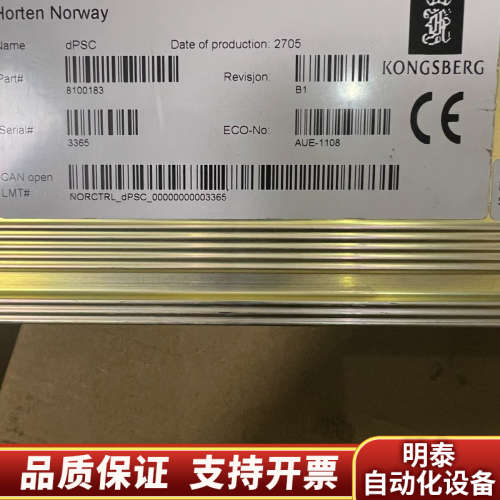 Horten Norway
Name dPSC Date of production: 2705
Part# 8100183 Revision: B1
KONGSBERG
Serial# 3365 ECO-No: AUE-1108
CE
CAN open
LMT# NORCTRL_dPSC_00000000003365
品质保证 支持开票
明泰
自动化设备